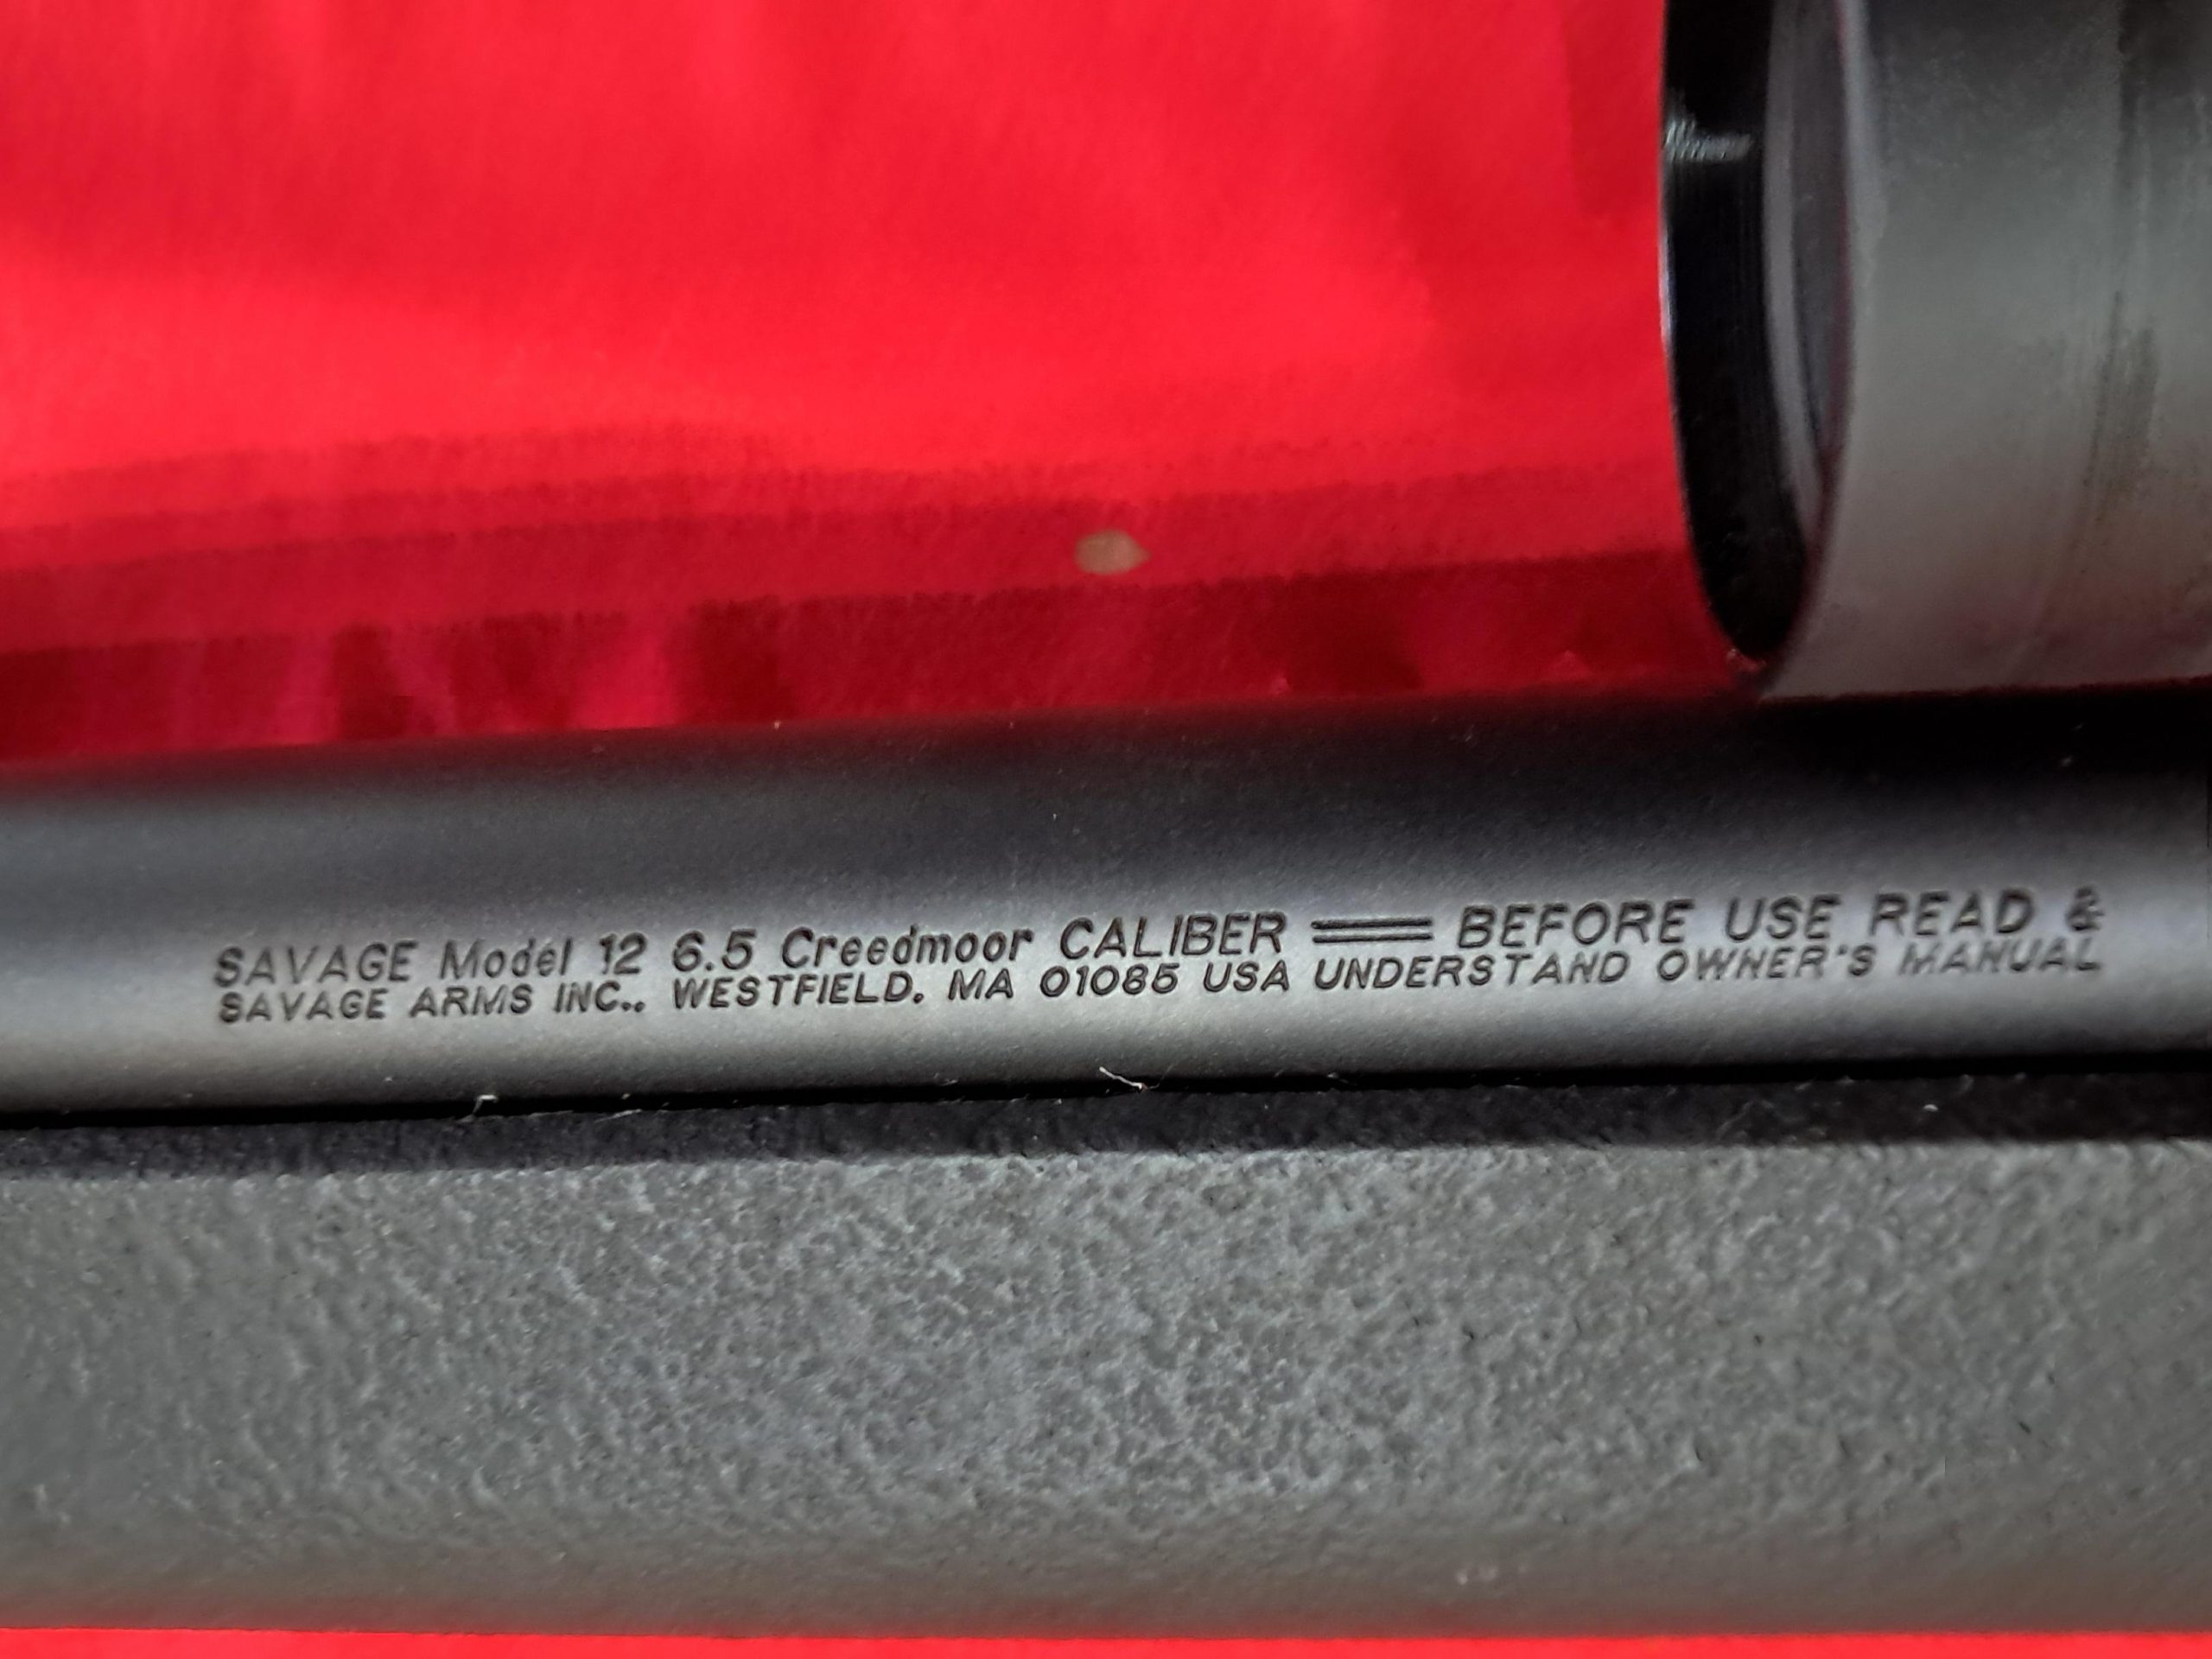 SAVAGE Model 12 6.5 Creedmoor CALIBER == BEFORE USE READ &
SAVAGE ARMS INC., WESTFIELD, MA 01085 USA UNDERSTAND OWNER'S MANUAL